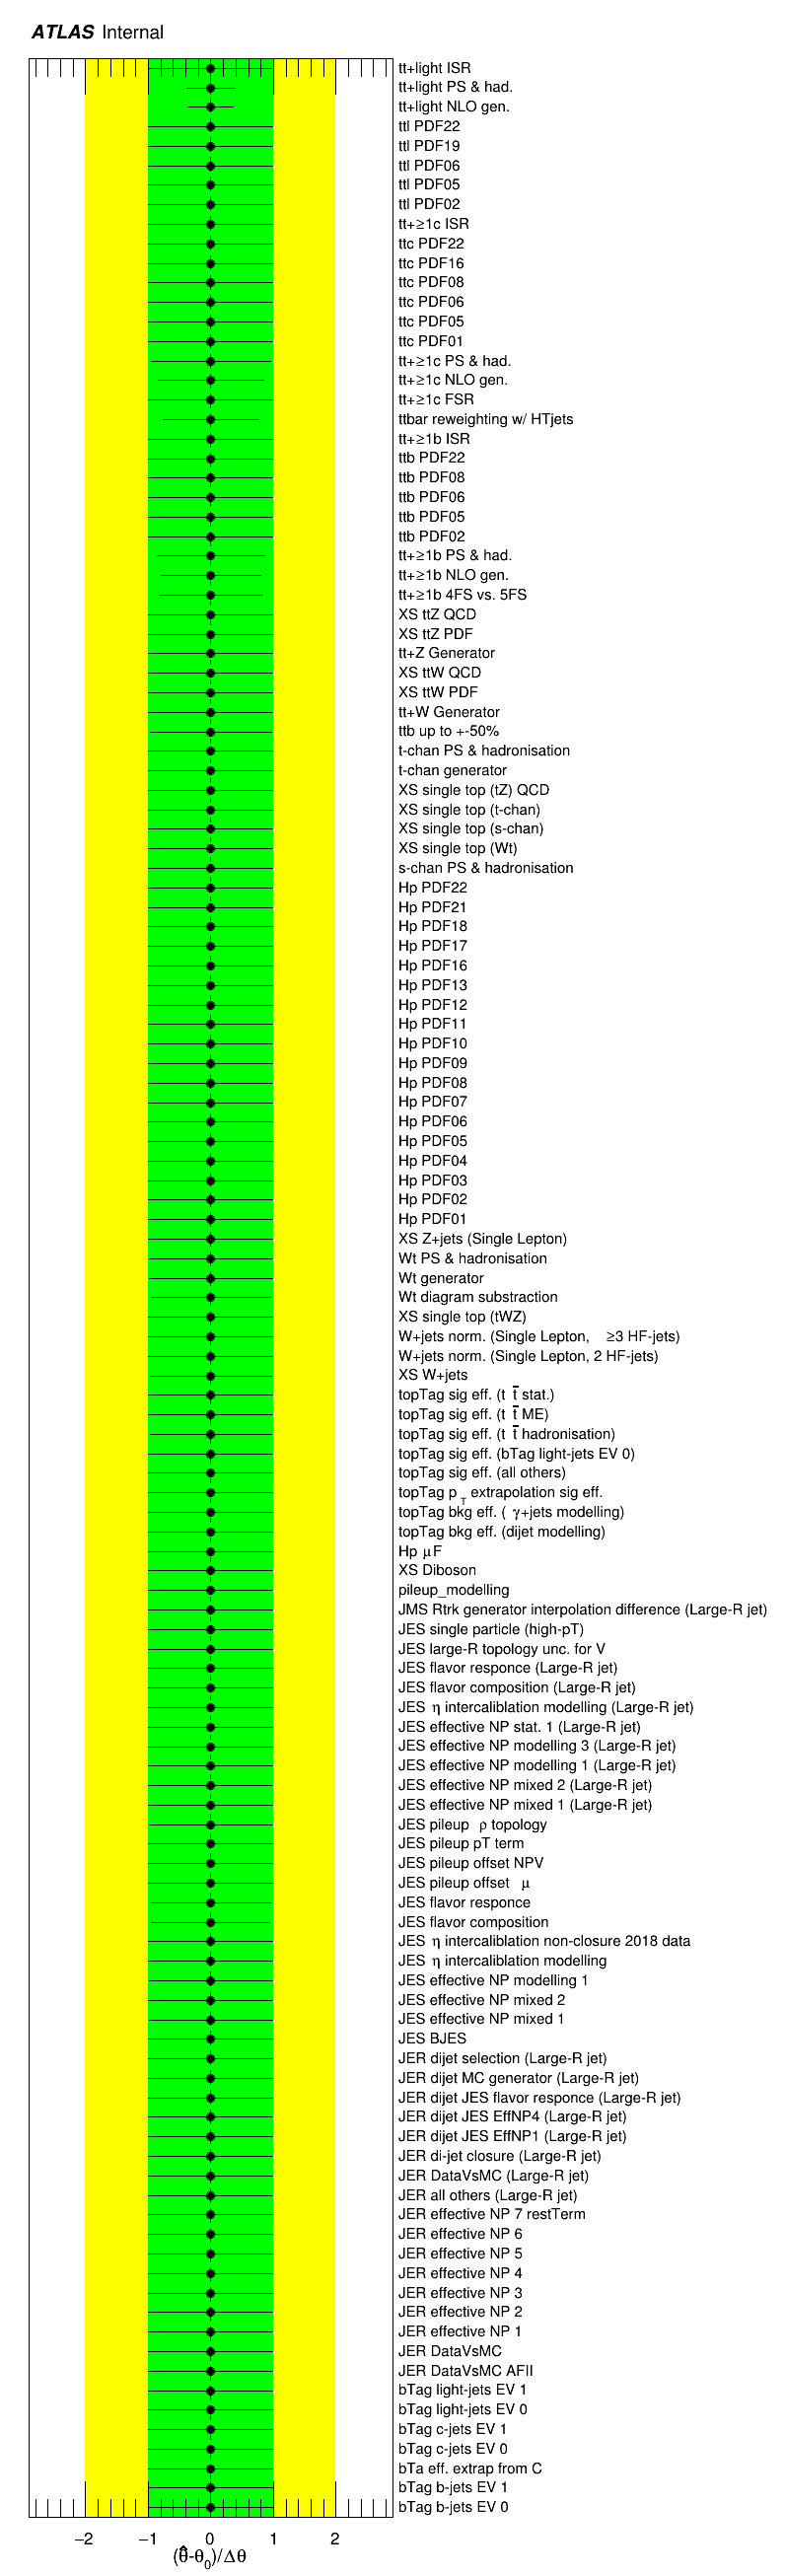 ATLAS Internal
tt+light ISR
tt+light PS & had.
tt+light NLO gen.
ttl PDF22
ttl PDF19
ttl PDF06
ttl PDF05
ttl PDF02
tt+≥1c ISR
ttc PDF22
ttc PDF16
ttc PDF08
ttc PDF06
ttc PDF05
ttc PDF01
tt+≥1c PS & had.
tt+≥1c NLO gen.
tt+≥1c FSR
ttbar reweighting w/ HTjets
tt+≥1b ISR
ttb PDF22
ttb PDF08
ttb PDF06
ttb PDF05
ttb PDF02
tt+≥1b PS & had.
tt+≥1b NLO gen.
tt+≥1b 4FS vs. 5FS
XS ttZ QCD
XS ttZ PDF
tt+Z Generator
XS ttW QCD
XS ttW PDF
tt+W Generator
ttb up to +-50%
t-chan PS & hadronisation
t-chan generator
XS single top (tZ) QCD
XS single top (t-chan)
XS single top (s-chan)
XS single top (Wt)
s-chan PS & hadronisation
Hp PDF22
Hp PDF21
Hp PDF18
Hp PDF17
Hp PDF16
Hp PDF13
Hp PDF12
Hp PDF11
Hp PDF10
Hp PDF09
Hp PDF08
Hp PDF07
Hp PDF06
Hp PDF05
Hp PDF04
Hp PDF03
Hp PDF02
Hp PDF01
XS Z+jets (Single Lepton)
Wt PS & hadronisation
Wt generator
Wt diagram substraction
XS single top (tWZ)
W+jets norm. (Single Lepton, ≥3 HF-jets)
W+jets norm. (Single Lepton, 2 HF-jets)
XS W+jets
topTag sig eff. (t t̄ stat.)
topTag sig eff. (t t̄ ME)
topTag sig eff. (t t̄ hadronisation)
topTag sig eff. (bTag light-jets EV 0)
topTag sig eff. (all others)
topTag p_T extrapolation sig eff.
topTag bkg eff. ( γ+jets modelling)
topTag bkg eff. (dijet modelling)
Hp μF
XS Diboson
pileup_modelling
JMS Rtrk generator interpolation difference (Large-R jet)
JES single particle (high-pT)
JES large-R topology unc. for V
JES flavor responce (Large-R jet)
JES flavor composition (Large-R jet)
JES η intercaliblation modelling (Large-R jet)
JES effective NP stat. 1 (Large-R jet)
JES effective NP modelling 3 (Large-R jet)
JES effective NP modelling 1 (Large-R jet)
JES effective NP mixed 2 (Large-R jet)
JES effective NP mixed 1 (Large-R jet)
JES pileup ρ topology
JES pileup pT term
JES pileup offset NPV
JES pileup offset μ
JES flavor responce
JES flavor composition
JES η intercaliblation non-closure 2018 data
JES η intercaliblation modelling
JES effective NP modelling 1
JES effective NP mixed 2
JES effective NP mixed 1
JES BJES
JER dijet selection (Large-R jet)
JER dijet MC generator (Large-R jet)
JER dijet JES flavor responce (Large-R jet)
JER dijet JES EffNP4 (Large-R jet)
JER dijet JES EffNP1 (Large-R jet)
JER di-jet closure (Large-R jet)
JER DataVsMC (Large-R jet)
JER all others (Large-R jet)
JER effective NP 7 restTerm
JER effective NP 6
JER effective NP 5
JER effective NP 4
JER effective NP 3
JER effective NP 2
JER effective NP 1
JER DataVsMC
JER DataVsMC AFII
bTag light-jets EV 1
bTag light-jets EV 0
bTag c-jets EV 1
bTag c-jets EV 0
bTa eff. extrap from C
bTag b-jets EV 1
bTag b-jets EV 0
−2 −1 0 1 2
(θ̂-θ₀)/Δθ